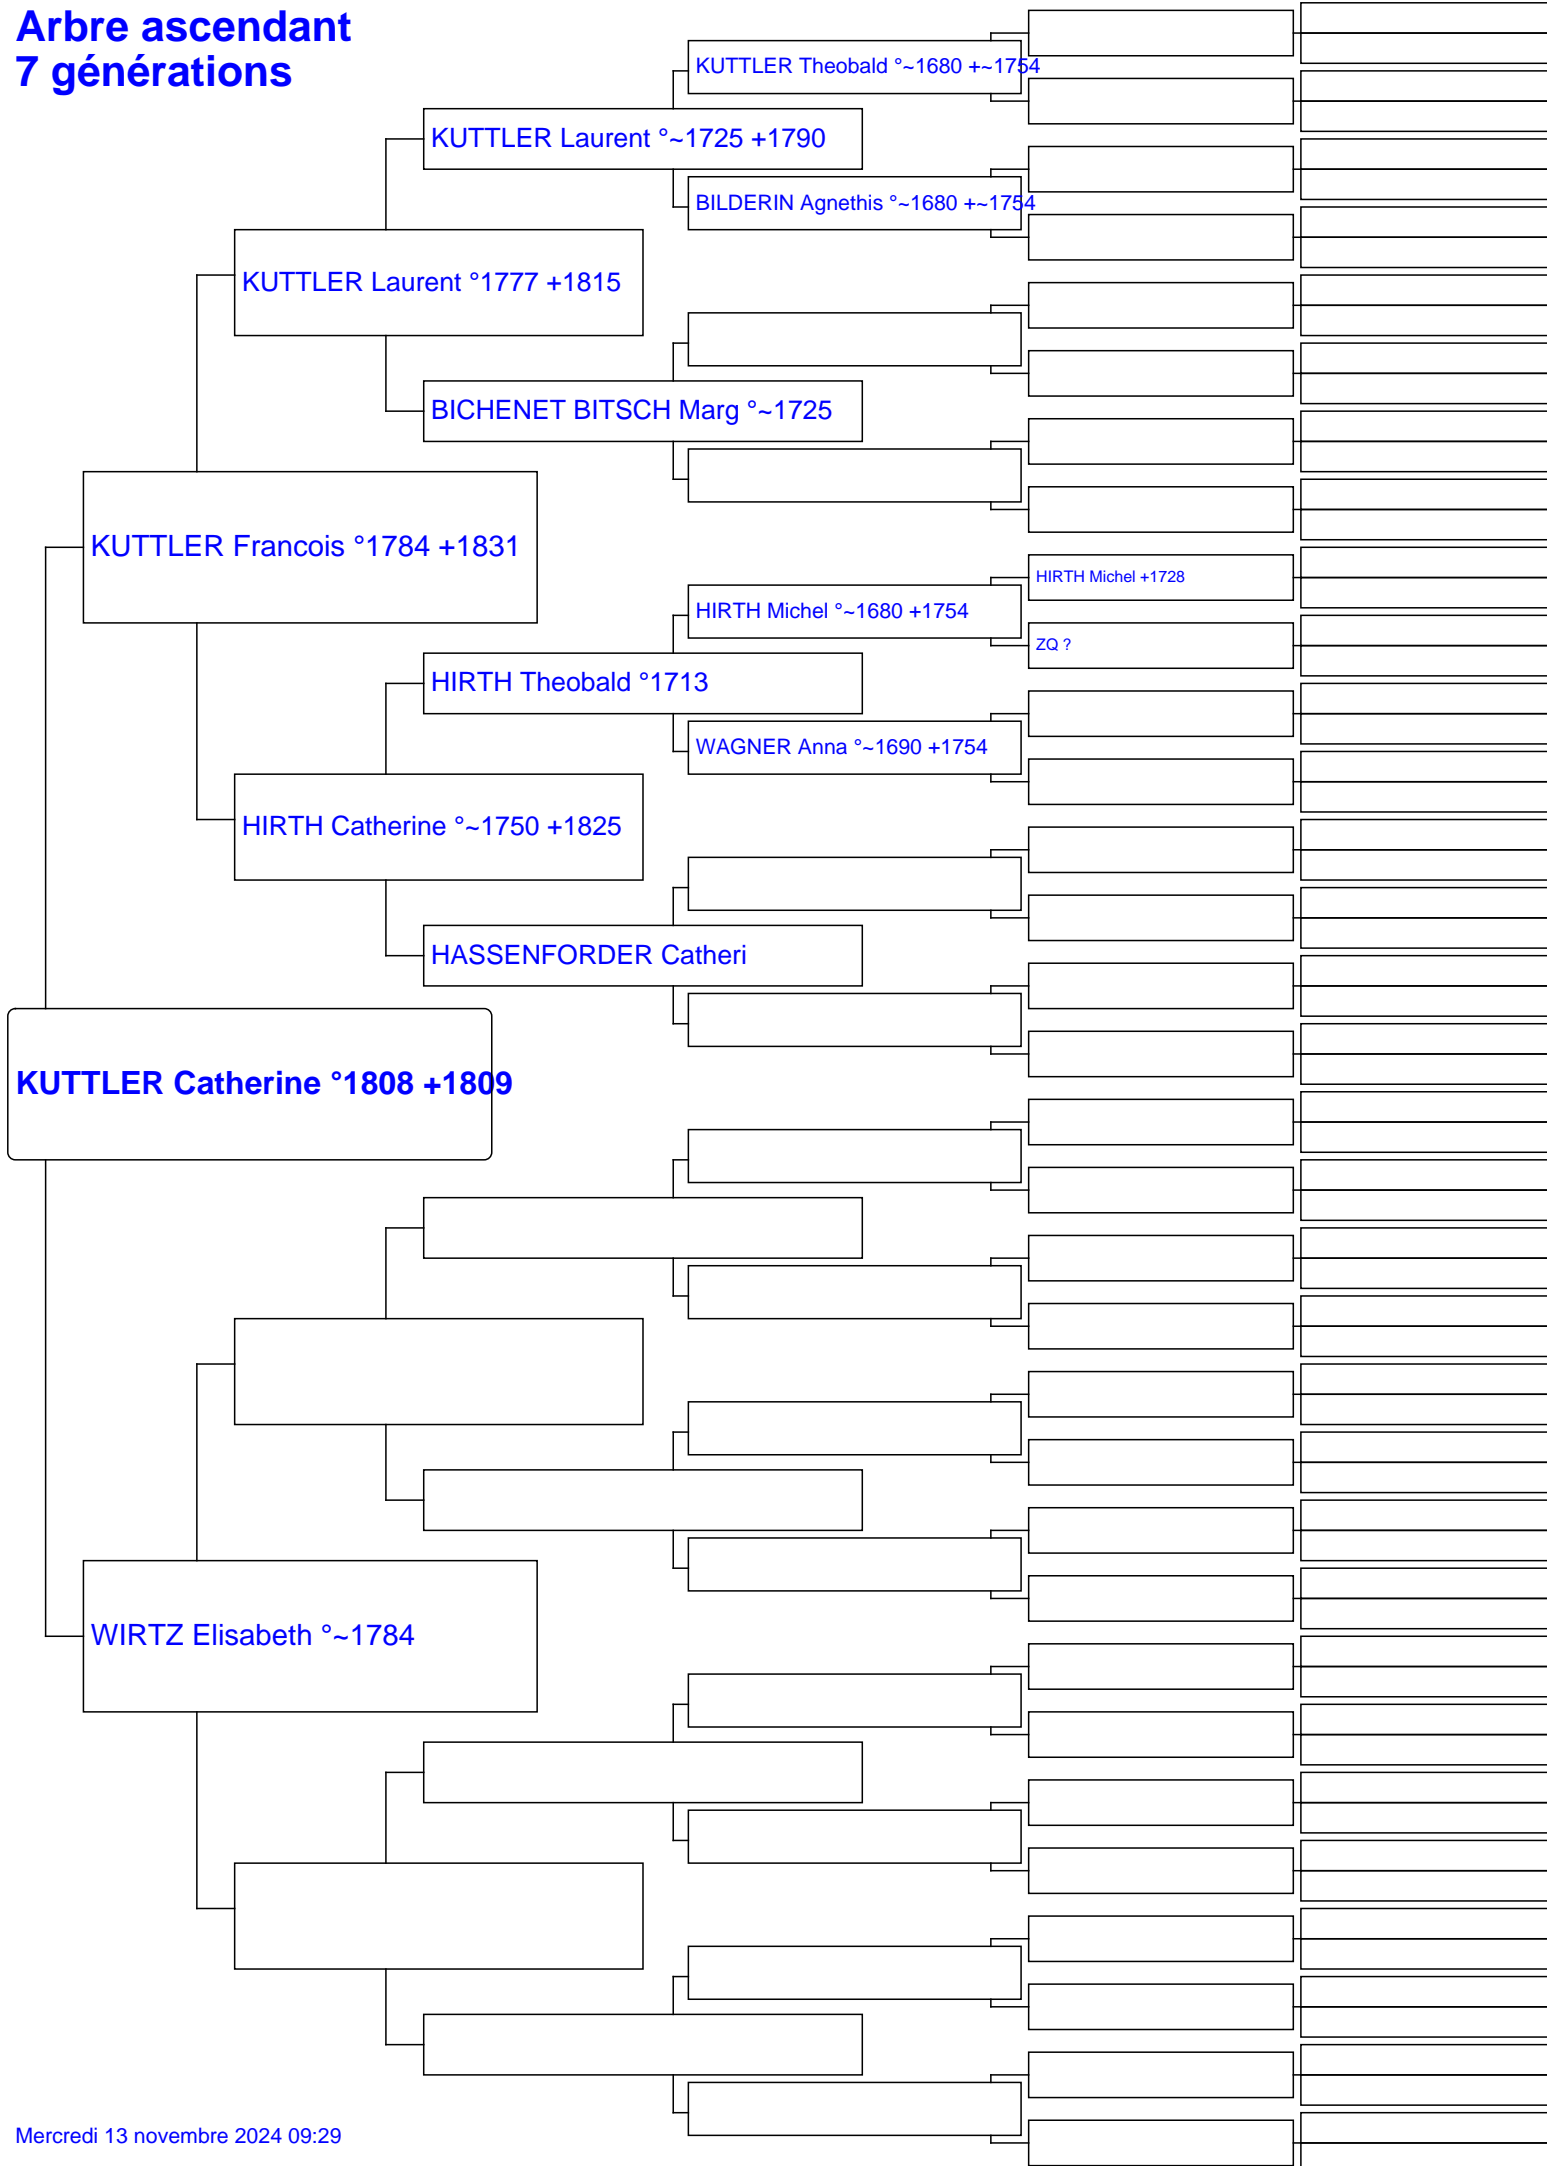 Arbre ascendant
7 générations
KUTTLER Theobald °~1680 +~1754
KUTTLER Laurent °~1725 +1790
BILDERIN Agnethis °~1680 +~1754
KUTTLER Laurent °1777 +1815
BICHENET BITSCH Marg °~1725
KUTTLER Francois °1784 +1831
HIRTH Michel +1728
HIRTH Michel °~1680 +1754
ZQ ?
HIRTH Theobald °1713
WAGNER Anna °~1690 +1754
HIRTH Catherine °~1750 +1825
HASSENFORDER Catheri
KUTTLER Catherine °1808 +1809
WIRTZ Elisabeth °~1784
Mercredi 13 novembre 2024 09:29